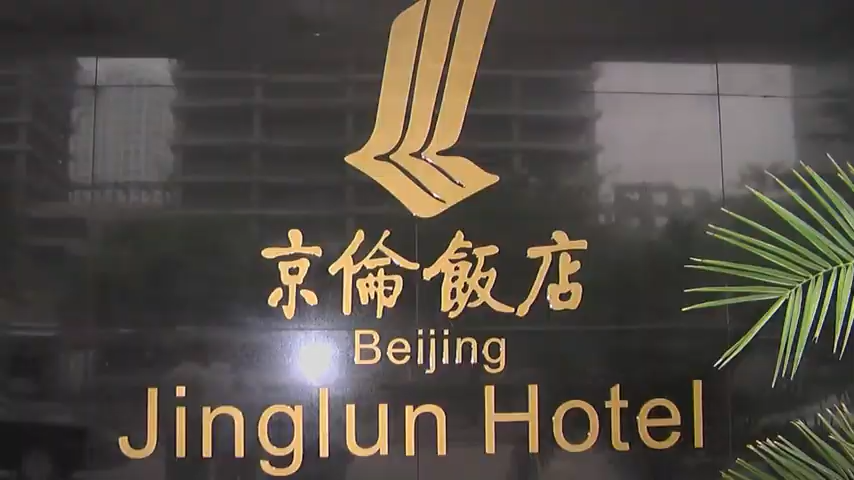 京倫飯店
Beijing
Jinglun Hotel